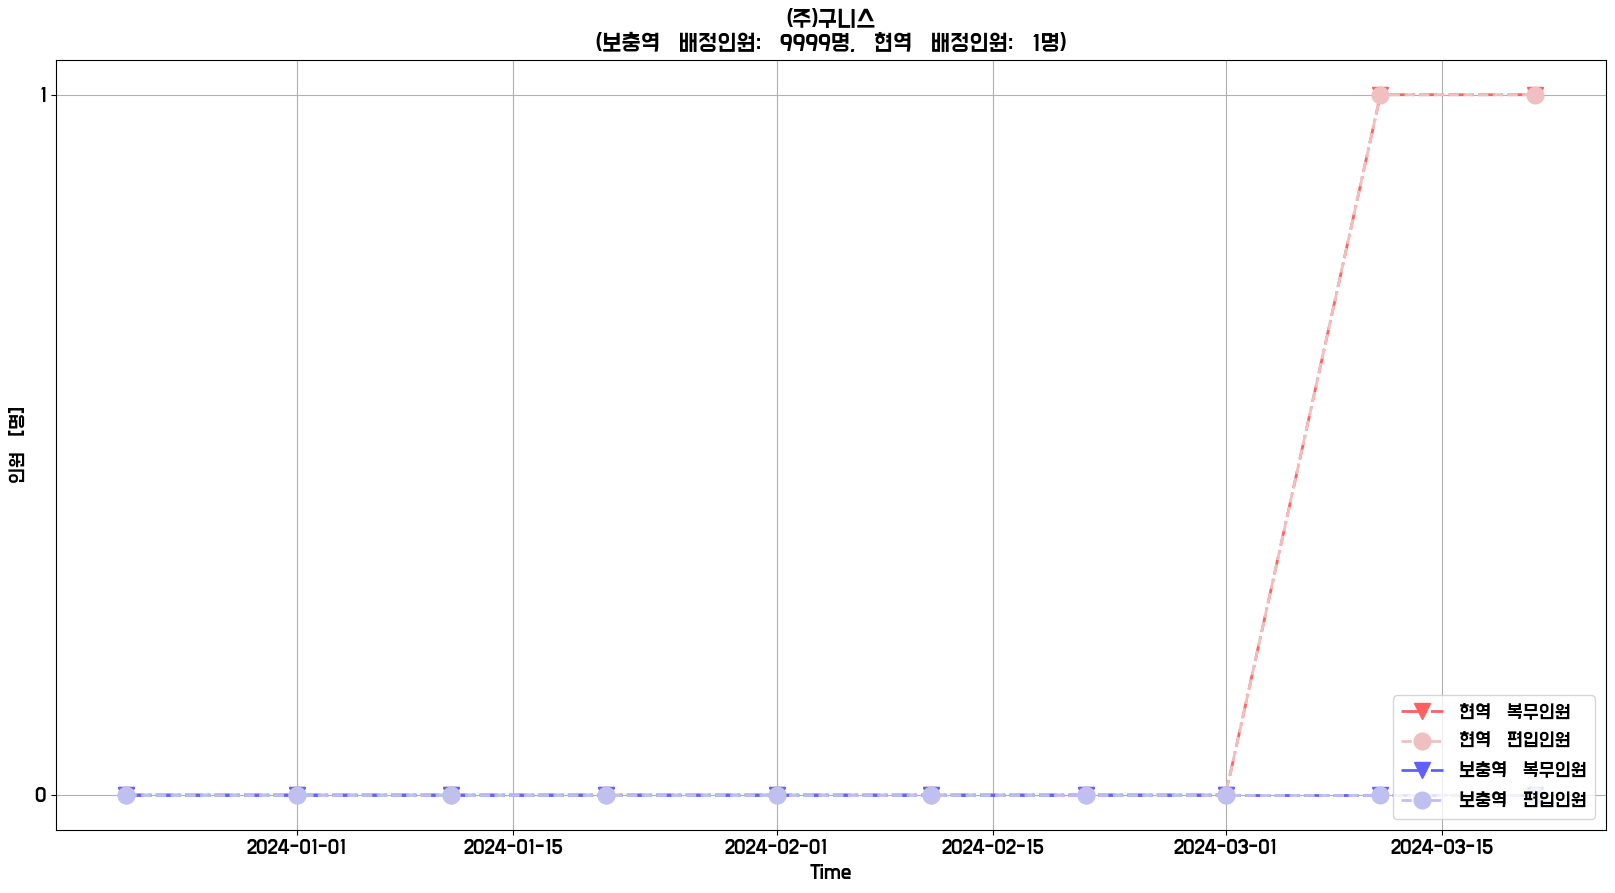 (주)구니스
(보충역 배정인원: 9999명, 현역 배정인원: 1명)
인원 [명]
1
0
현역 복무인원
현역 편입인원
보충역 복무인원
보충역 편입인원
2024-01-01 2024-01-15 2024-02-01 2024-02-15 2024-03-01 2024-03-15
Time